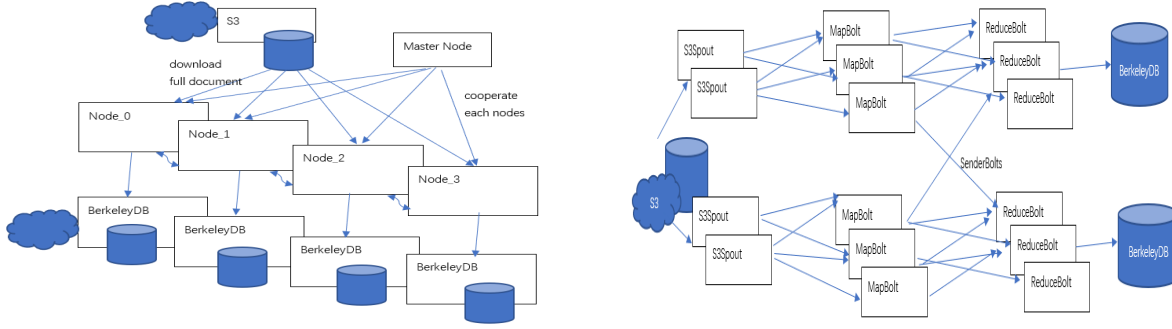 S3
Master Node
download
full document
cooperate
each nodes
Node_0
Node_1
Node_2
Node_3
BerkeleyDB
BerkeleyDB
BerkeleyDB
BerkeleyDB
S3Spout
S3Spout
MapBolt
MapBolt
MapBolt
ReduceBolt
ReduceBolt
ReduceBolt
BerkeleyDB
SenderBolts
S3
S3Spout
S3Spout
MapBolt
MapBolt
MapBolt
ReduceBolt
ReduceBolt
ReduceBolt
BerkeleyDB